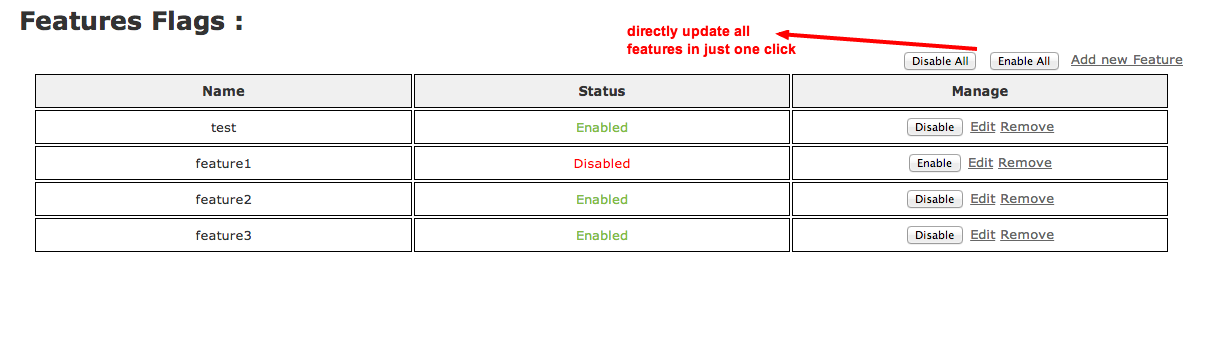 Features Flags :
directly update all
features in just one click
Disable All Enable All Add new Feature
Name Status Manage
test Enabled Disable Edit Remove
feature1 Disabled Enable Edit Remove
feature2 Enabled Disable Edit Remove
feature3 Enabled Disable Edit Remove